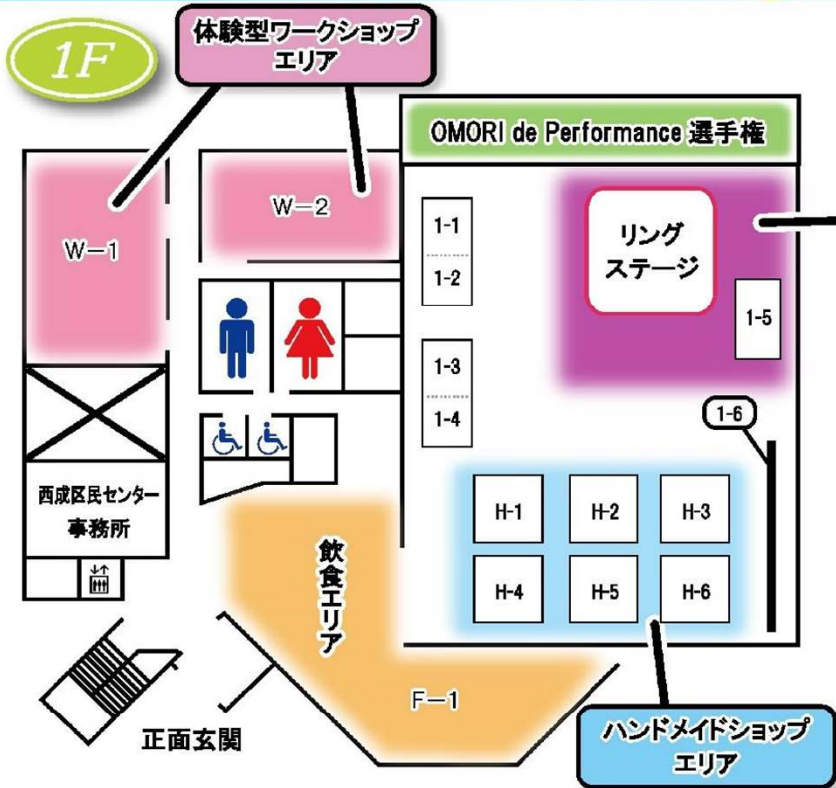 1F
体験型ワークショップ
エリア
OMORI de Performance 選手権
W－1
W－2
1-1
1-2
リング
ステージ
1-5
1-3
1-4
1-6
西成区民センター
事務所
飲食エリア
H-1
H-2
H-3
H-4
H-5
H-6
F－1
正面玄関
ハンドメイドショップ
エリア